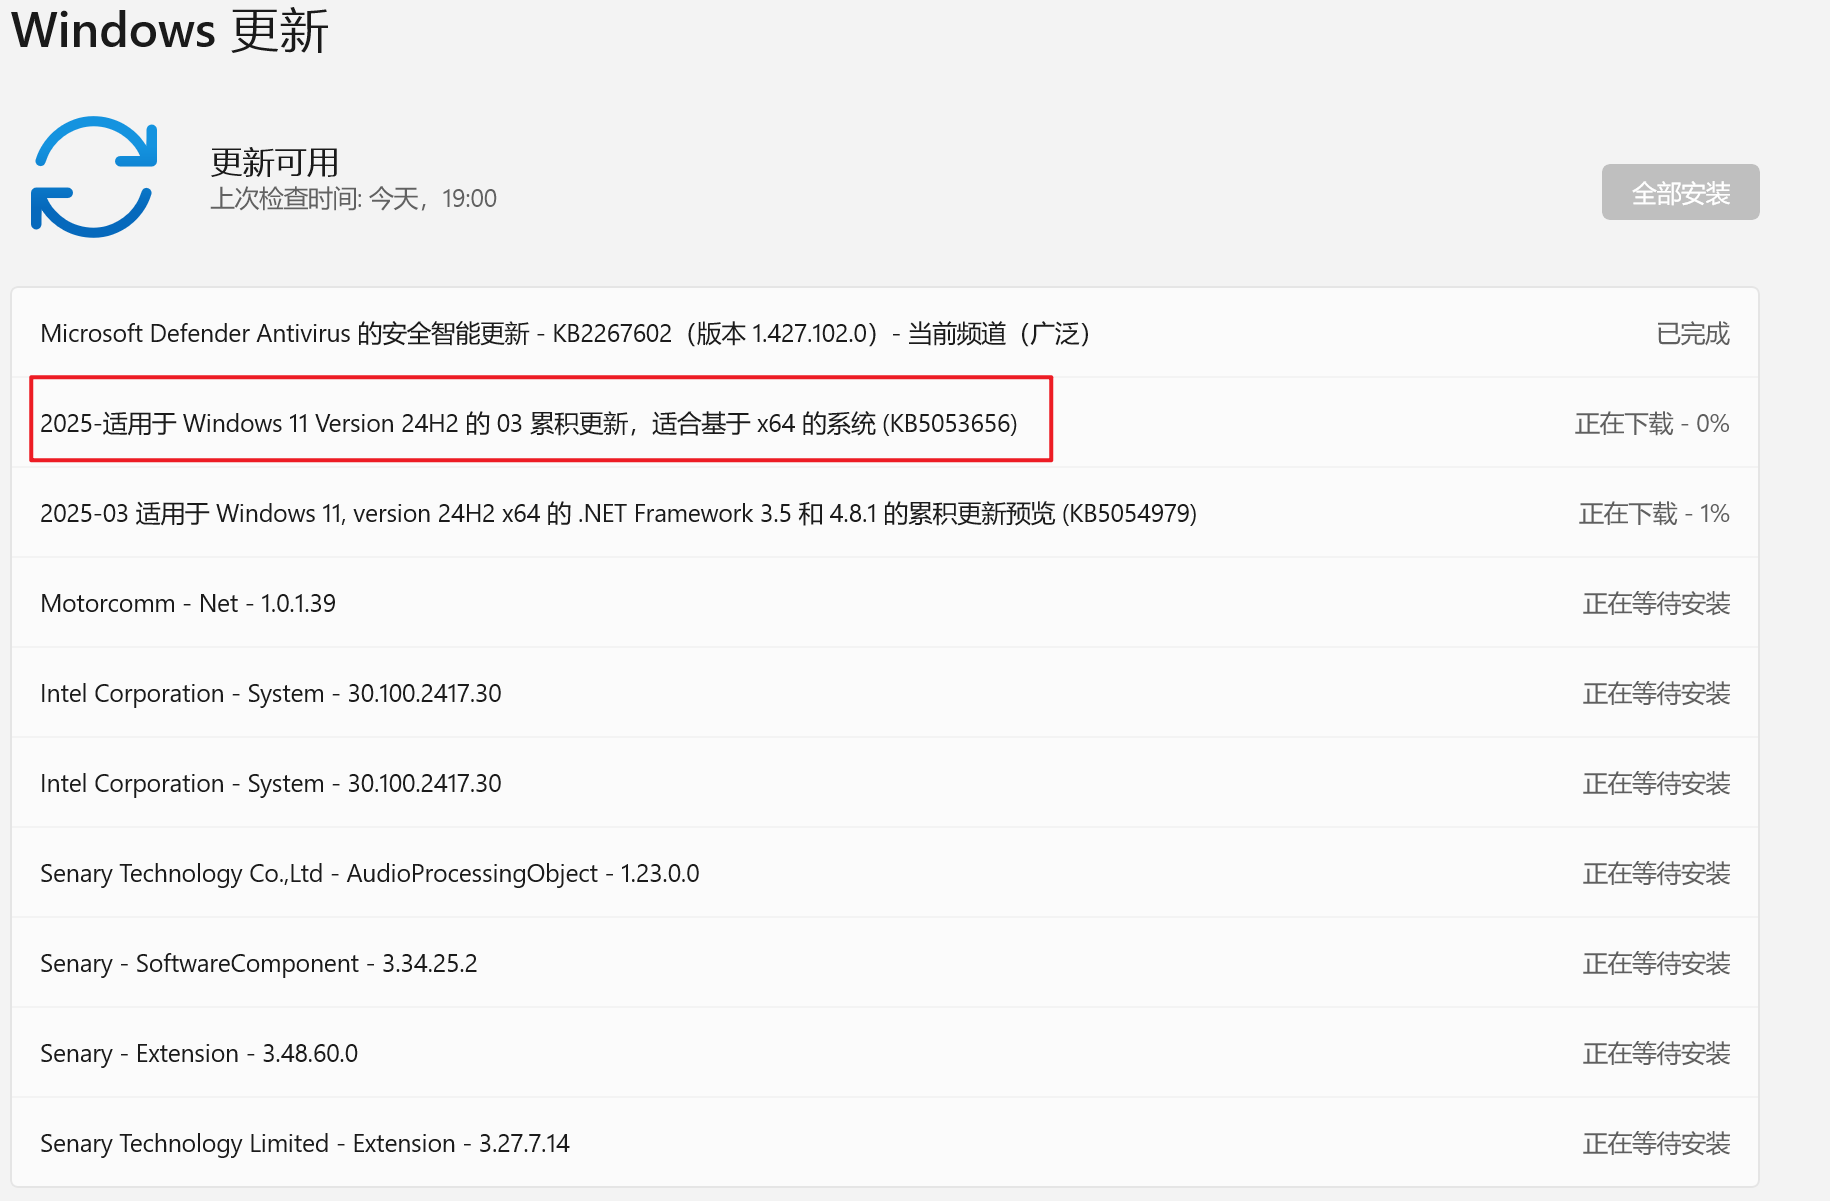 Windows 更新
更新可用
上次检查时间: 今天，19:00
全部安装
Microsoft Defender Antivirus 的安全智能更新 - KB2267602（版本 1.427.102.0）- 当前频道（广泛）
已完成
2025-适用于 Windows 11 Version 24H2 的 03 累积更新，适合基于 x64 的系统 (KB5053656)
正在下载 - 0%
2025-03 适用于 Windows 11, version 24H2 x64 的 .NET Framework 3.5 和 4.8.1 的累积更新预览 (KB5054979)
正在下载 - 1%
Motorcomm - Net - 1.0.1.39
正在等待安装
Intel Corporation - System - 30.100.2417.30
正在等待安装
Intel Corporation - System - 30.100.2417.30
正在等待安装
Senary Technology Co.,Ltd - AudioProcessingObject - 1.23.0.0
正在等待安装
Senary - SoftwareComponent - 3.34.25.2
正在等待安装
Senary - Extension - 3.48.60.0
正在等待安装
Senary Technology Limited - Extension - 3.27.7.14
正在等待安装